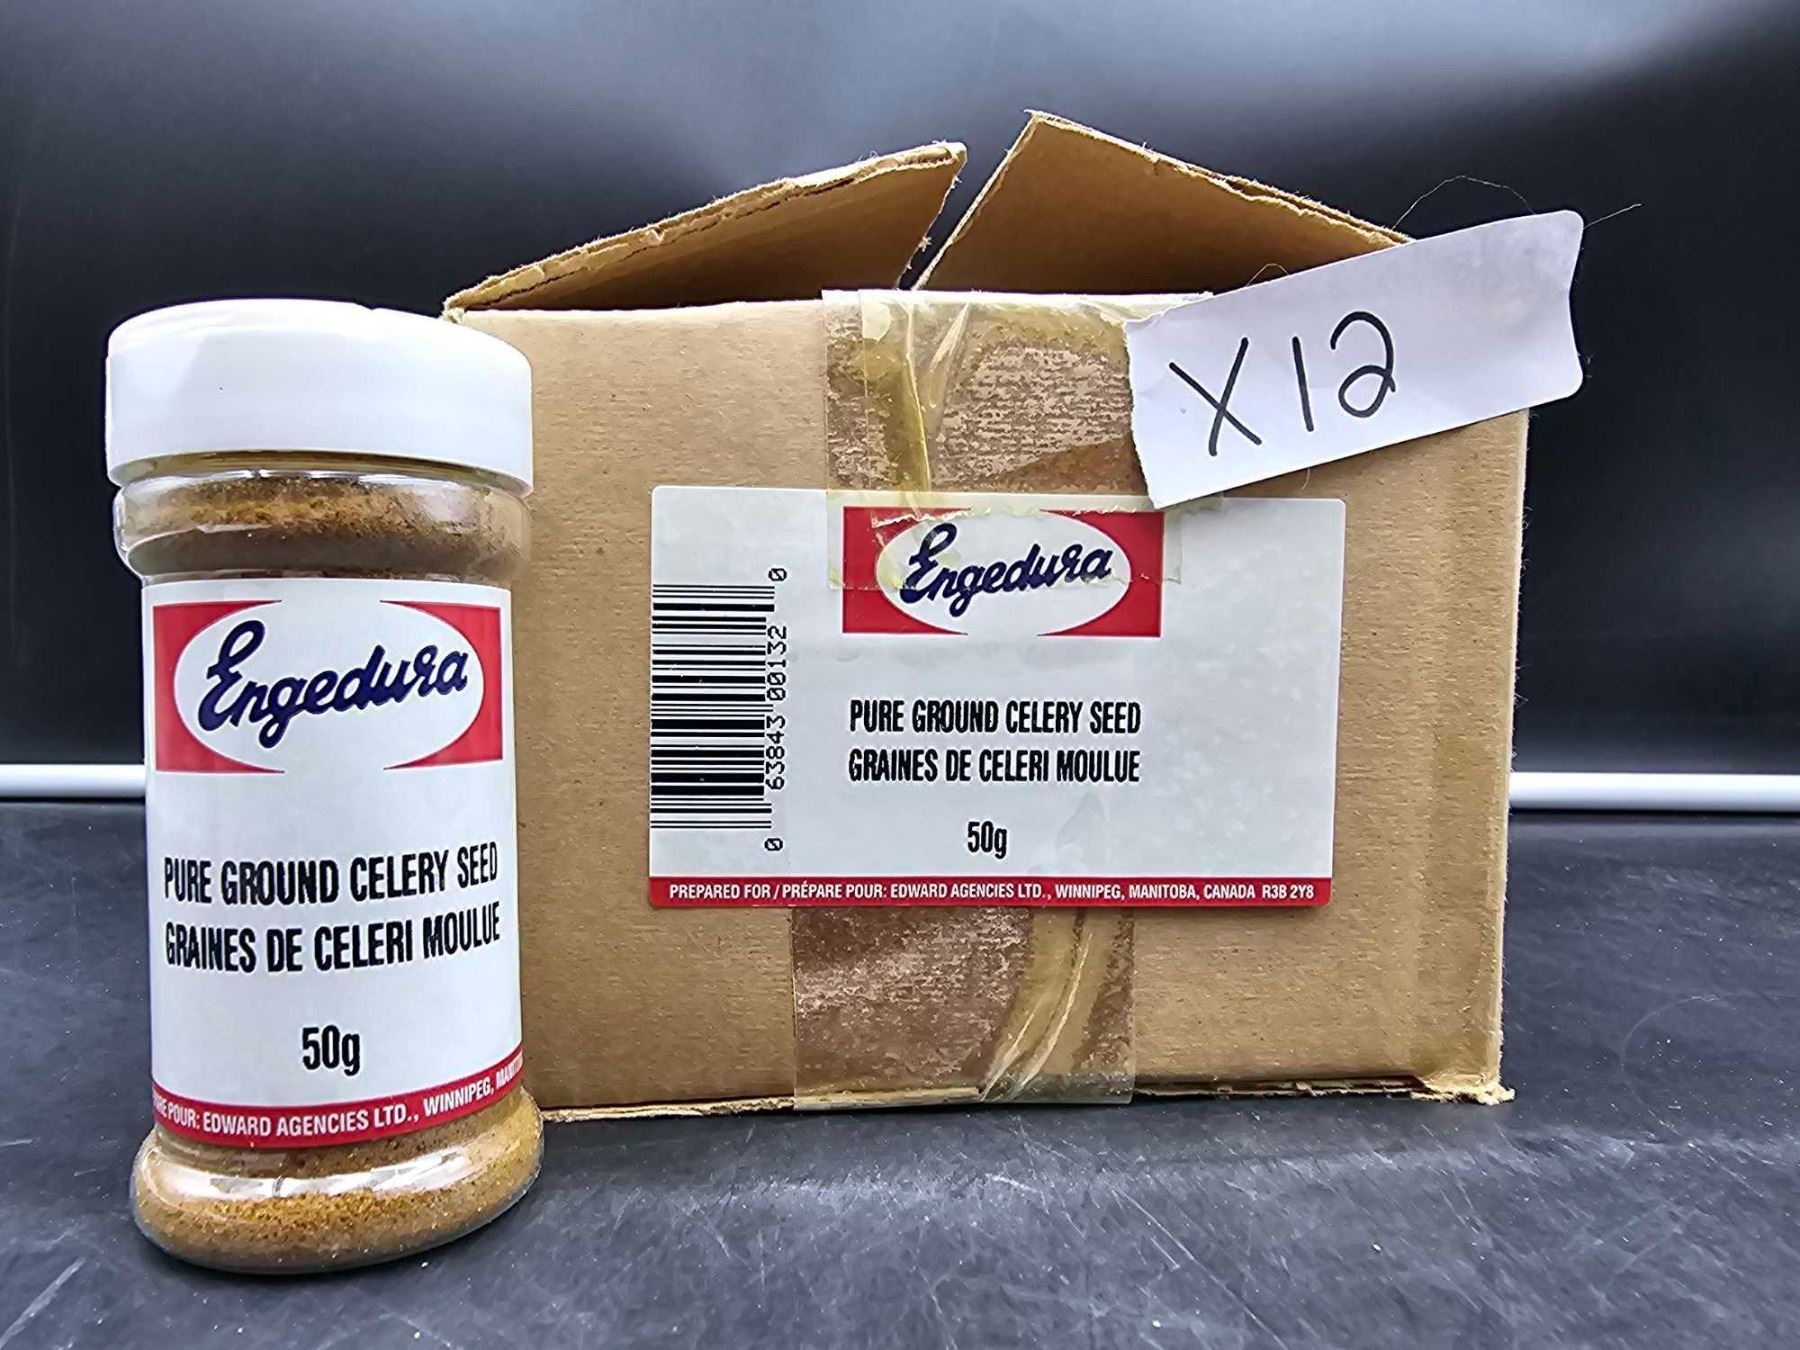 Engedura
PURE GROUND CELERY SEED
GRAINES DE CELERI MOULUE
50g
POUR: EDWARD AGENCIES LTD., WINNIPEG,
X12
Engedura
0 63843 00132 0
PURE GROUND CELERY SEED
GRAINES DE CELERI MOULUE
50g
PREPARED FOR / PRÉPARE POUR: EDWARD AGENCIES LTD., WINNIPEG, MANITOBA, CANADA R3B 2Y8